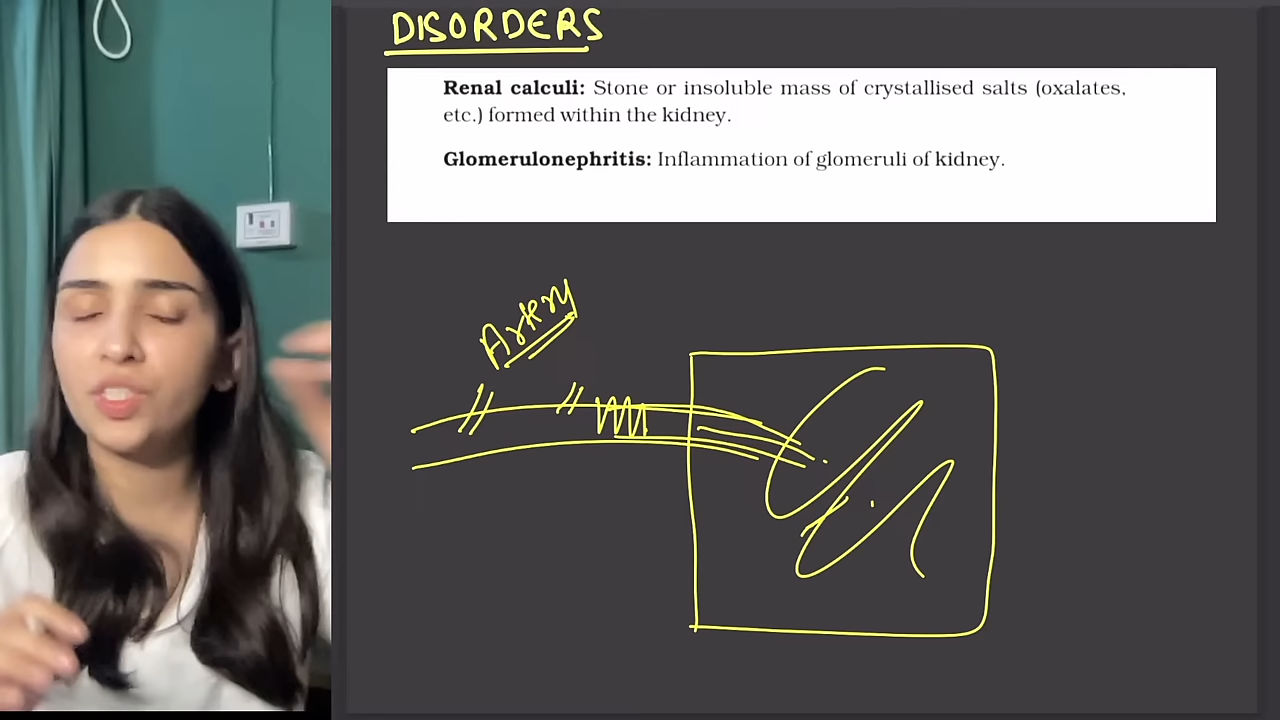 DISORDERS
Renal calculi: Stone or insoluble mass of crystallised salts (oxalates,
etc.) formed within the kidney.
Glomerulonephritis: Inflammation of glomeruli of kidney.
Artery